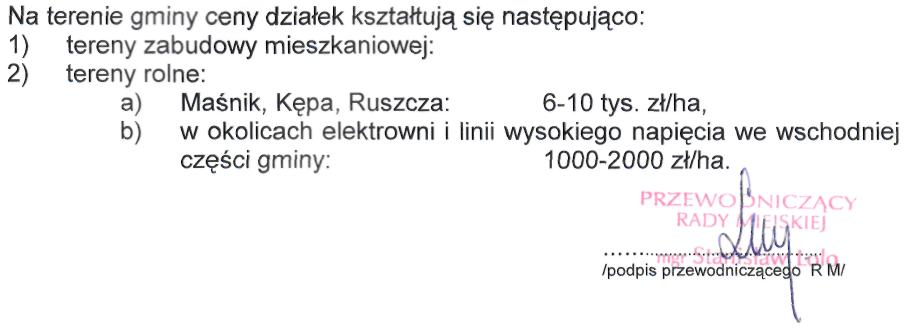 Na terenie gminy ceny działek kształtują się następująco:
1) tereny zabudowy mieszkaniowej:
2) tereny rolne:
a) Maśnik, Kępa, Ruszcza: 6-10 tys. zł/ha,
b) w okolicach elektrowni i linii wysokiego napięcia we wschodniej
części gminy: 1000-2000 zł/ha.
PRZEWODNICZĄCY
RADY MIEJSKIEJ
mgr Stanisław Lolo
/podpis przewodniczącego R M/